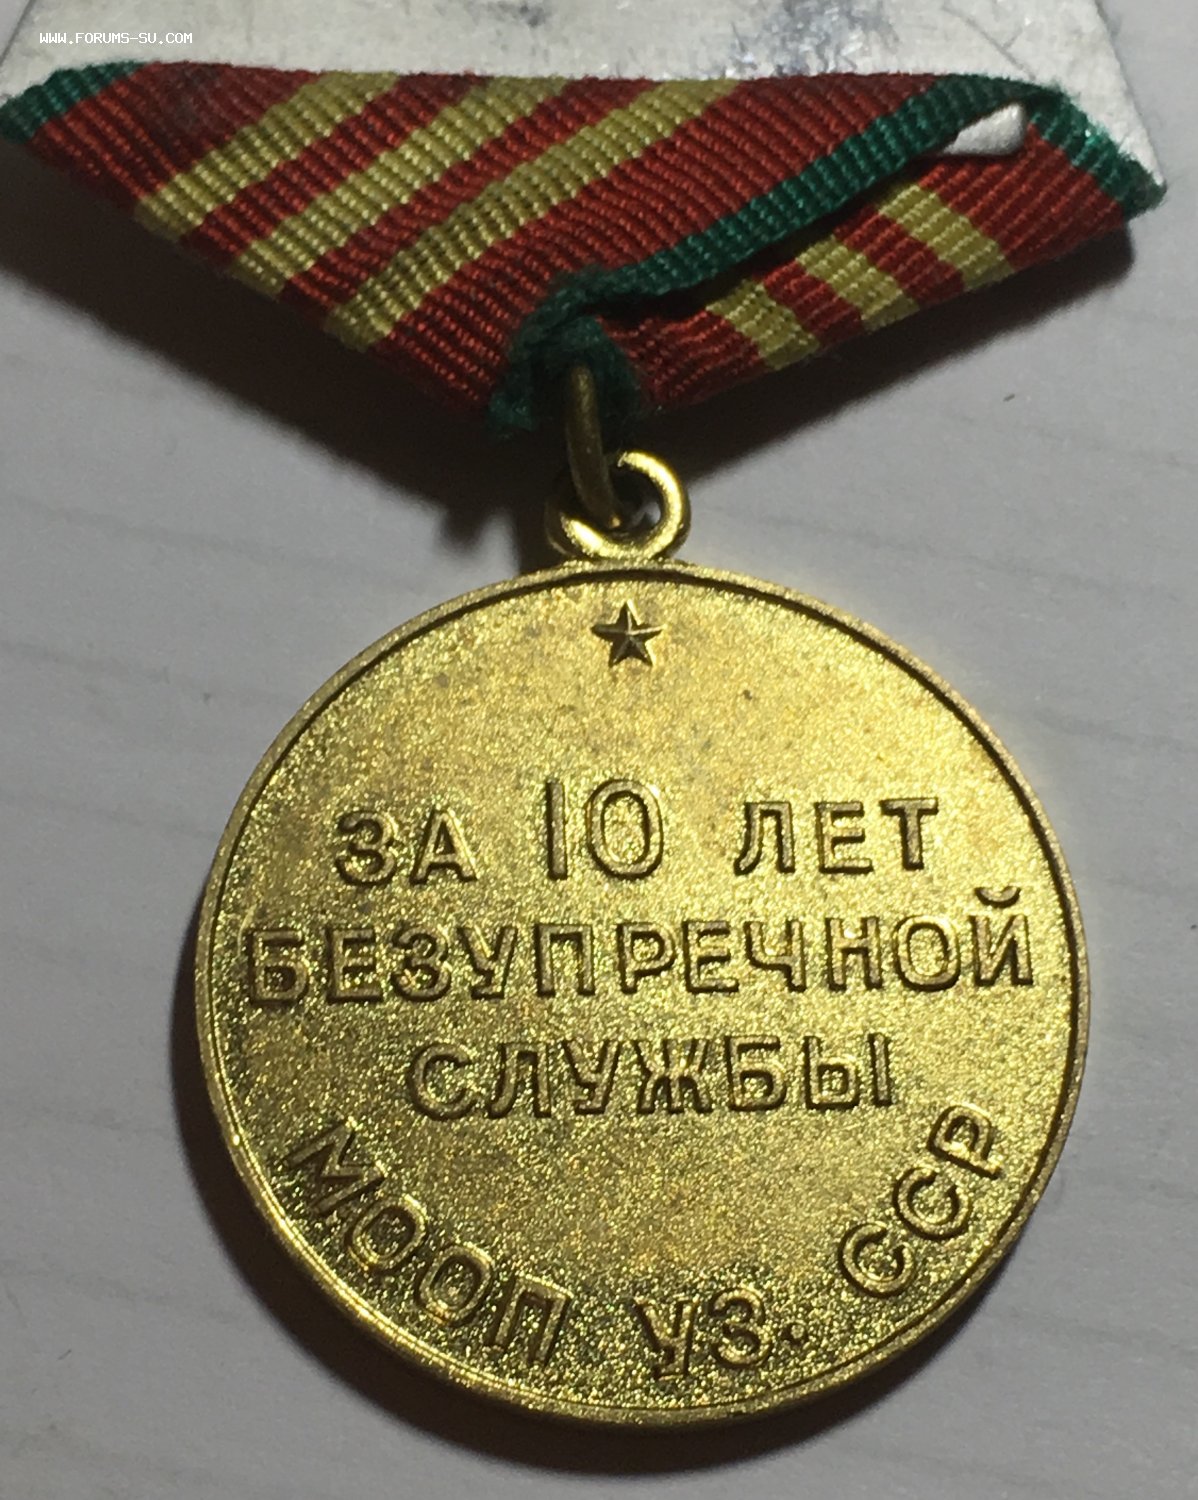 WWW.FORUMS-SU.COM
ЗА 10 ЛЕТ
БЕЗУПРЕЧНОЙ
СЛУЖБЫ
МООП УЗ. ССР